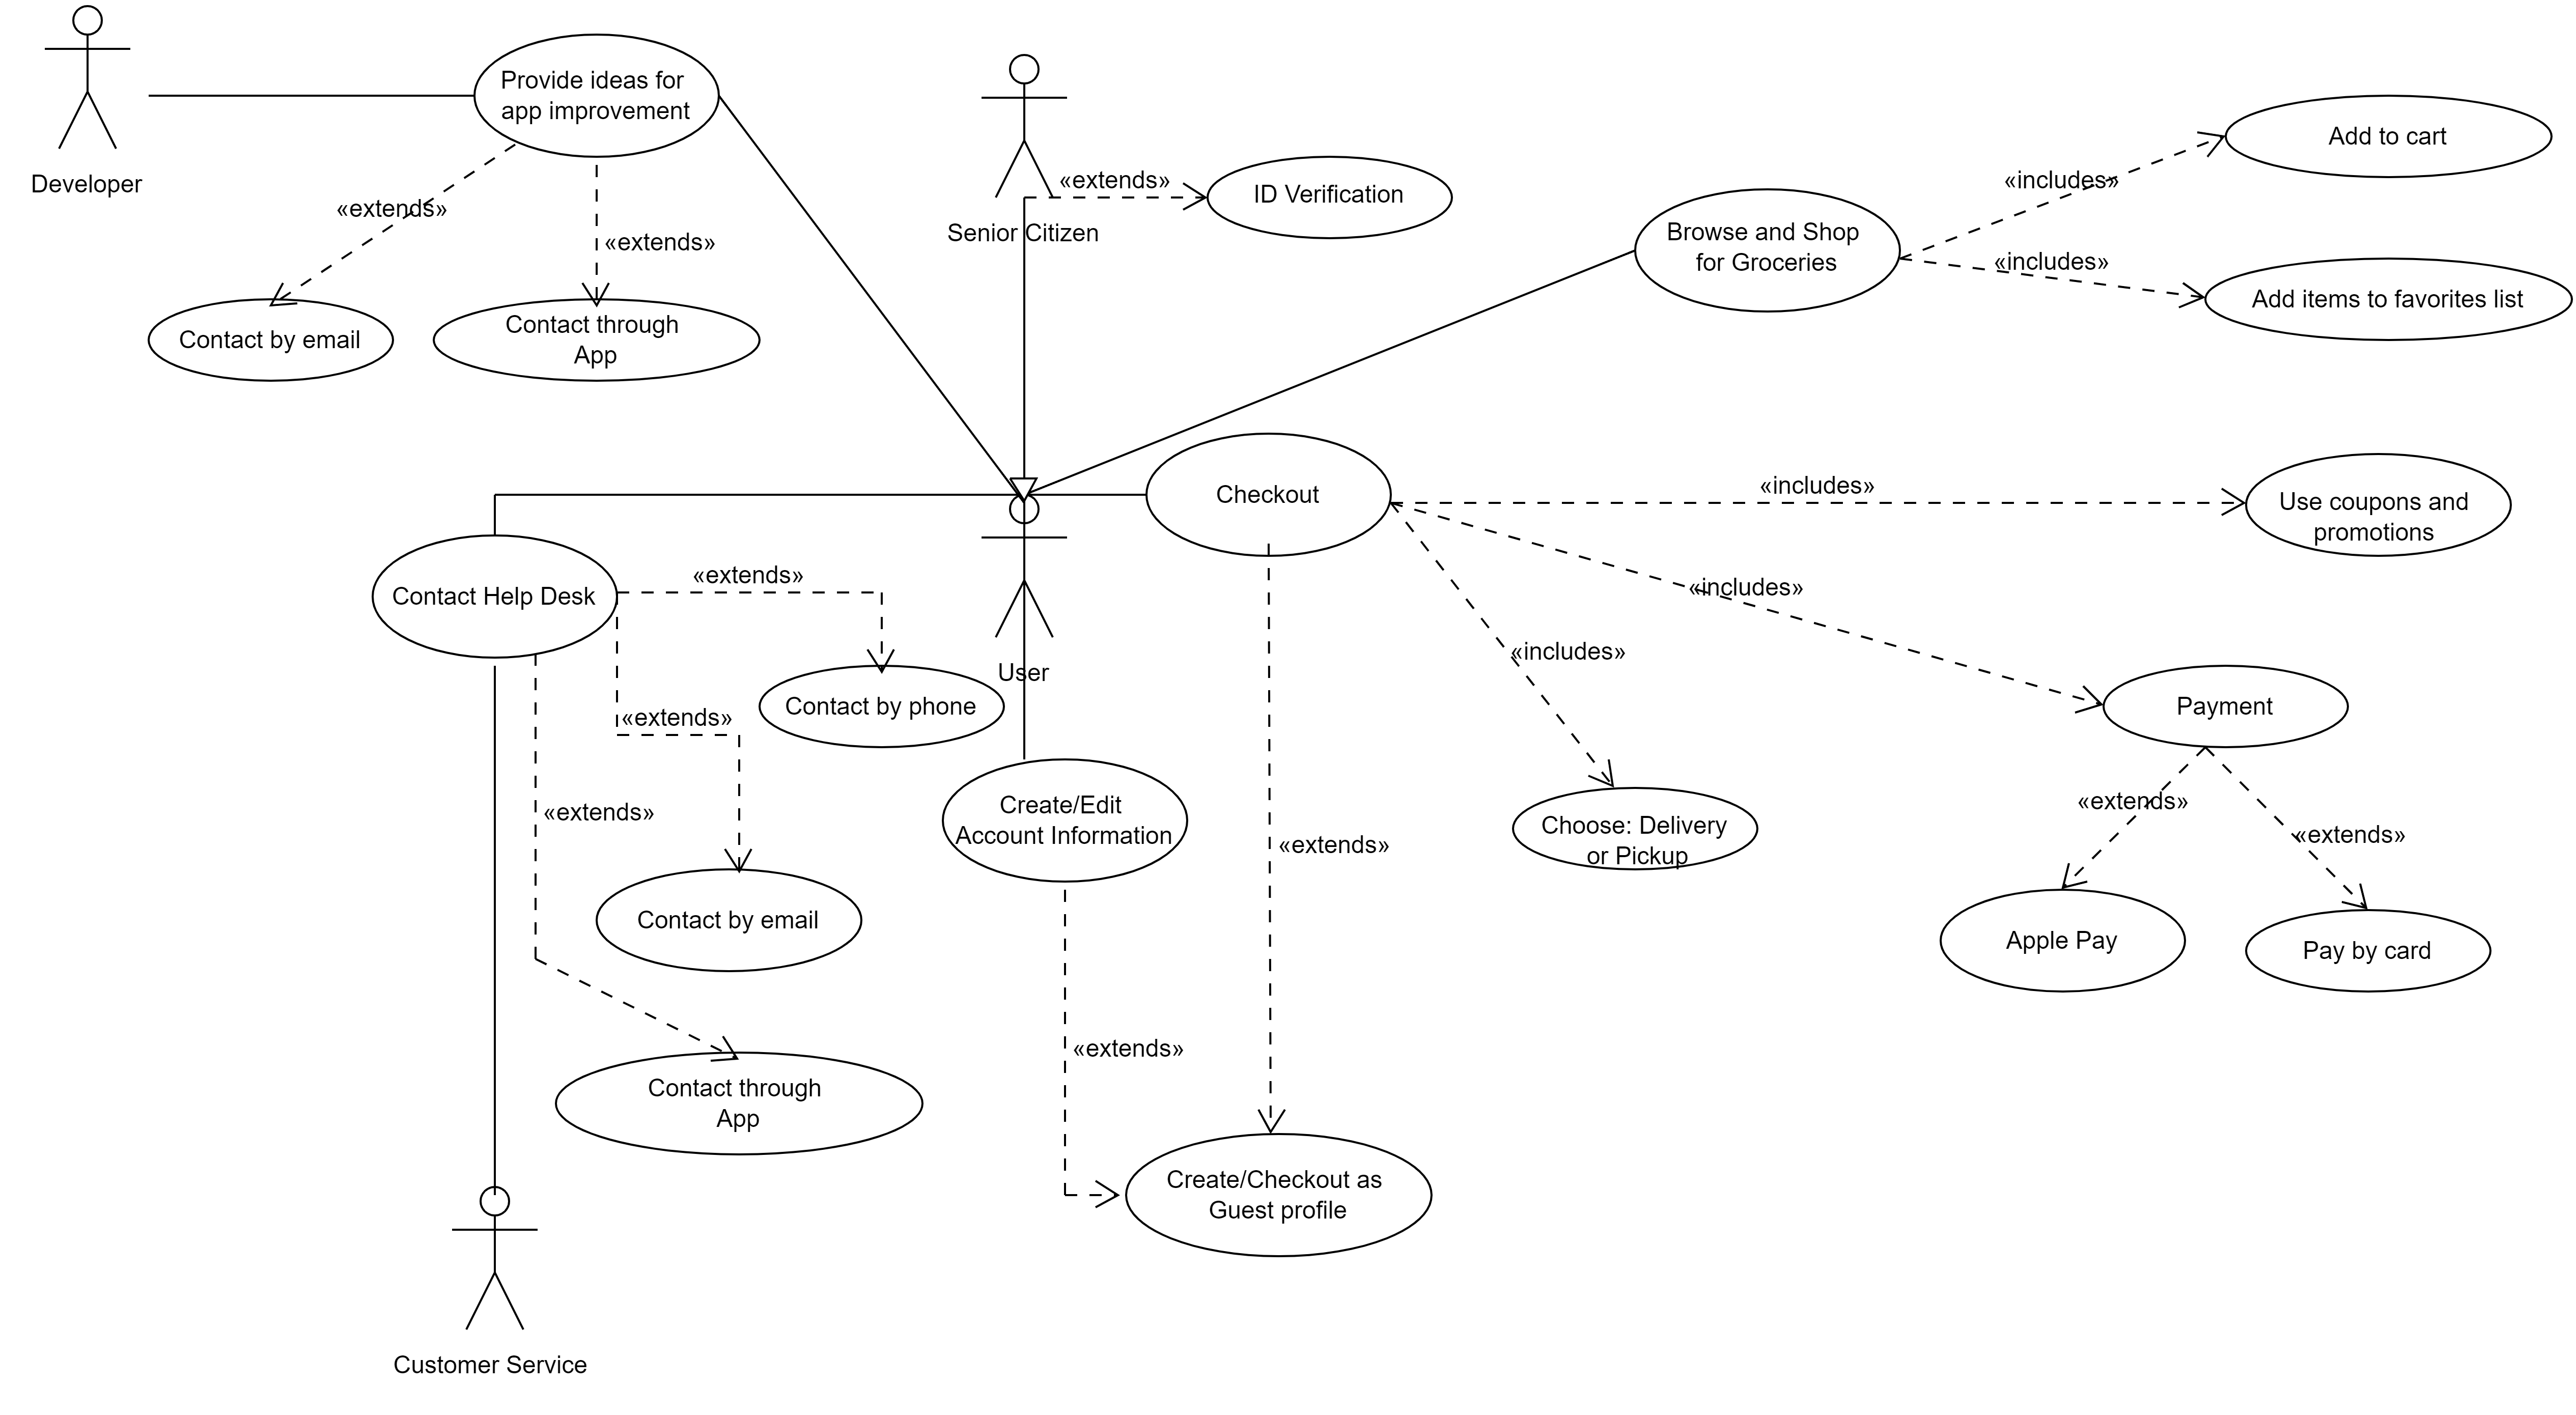 Developer
Provide ideas for
app improvement
«extends»
«extends»
Contact by email
Contact through
App
Senior Citizen
«extends»
ID Verification
Browse and Shop
for Groceries
«includes»
Add to cart
«includes»
Add items to favorites list
Checkout
«includes»
Use coupons and
promotions
«includes»
«includes»
Payment
Choose: Delivery
or Pickup
«extends»
«extends»
Apple Pay
Pay by card
Contact Help Desk
«extends»
Contact by phone
User
«extends»
«extends»
Contact by email
Contact through
App
Create/Edit
Account Information
«extends»
«extends»
Create/Checkout as
Guest profile
Customer Service